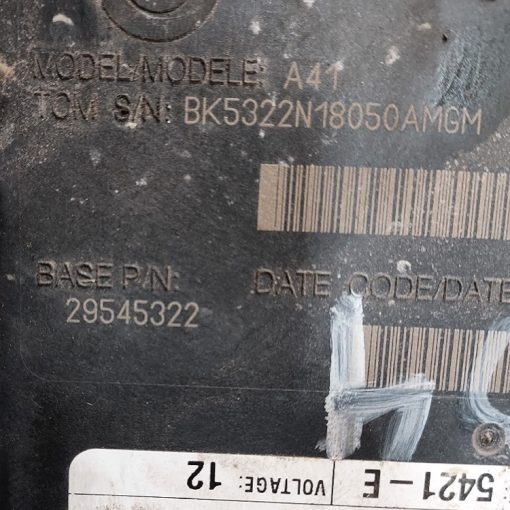 MODEL/MODELE: A41
TCM S/N: BK5322N18050AMGM
BASE P/N: DATE CODE/DATE
29545322
5421-E
VOLTAGE: 12